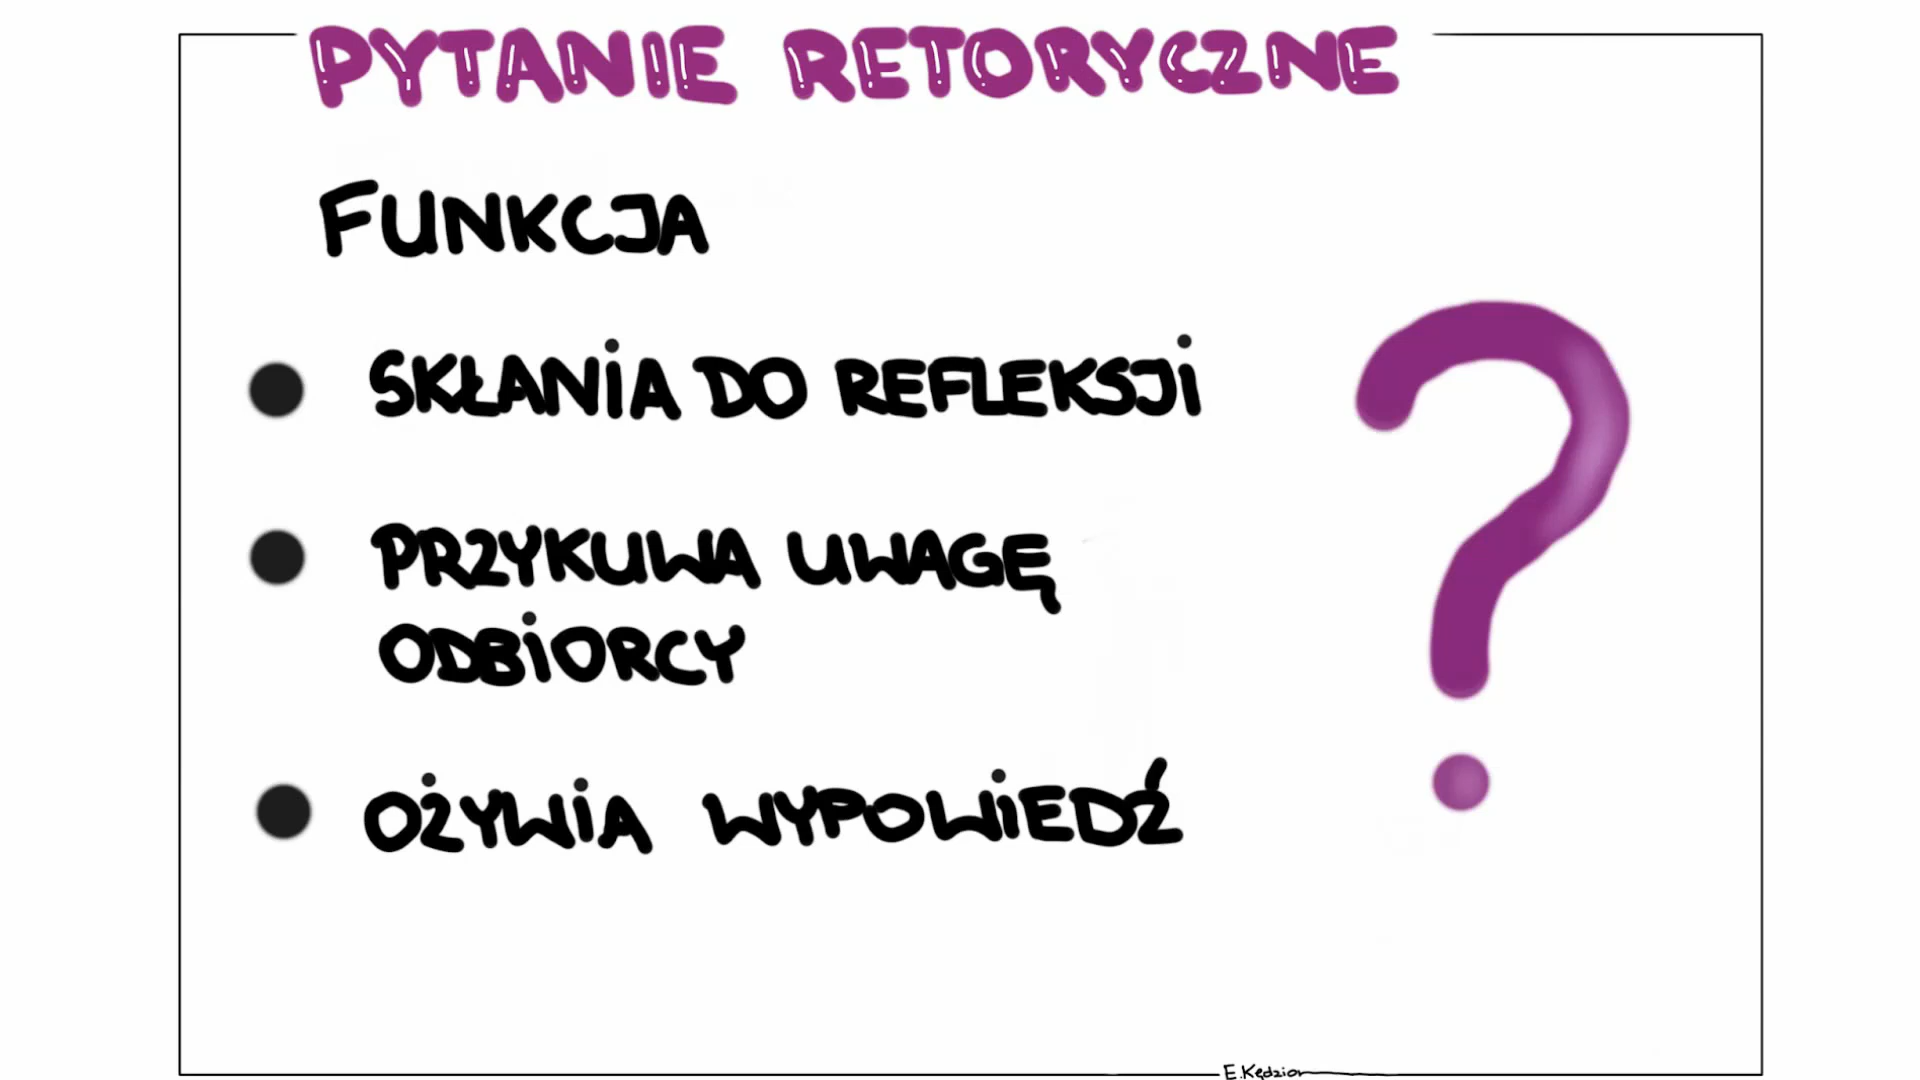 PYTANIE RETORYCZNE
FUNKCJA
SKŁANIA DO REFLEKSJI
PRZYKUWA UWAGĘ
ODBIORCY
OŻYWIA WYPOWIEDŹ
?
E.Kędzior